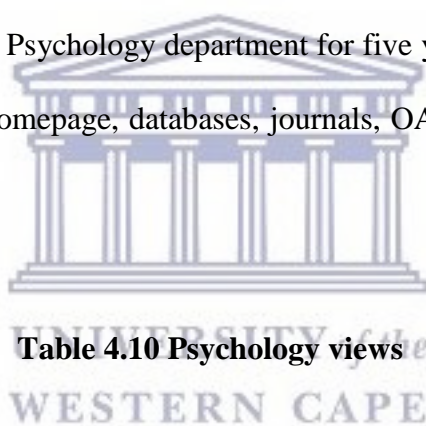 Psychology department for five y
omepage, databases, journals, OA
Table 4.10 Psychology views
UNIVERSITY of the
WESTERN CAPE